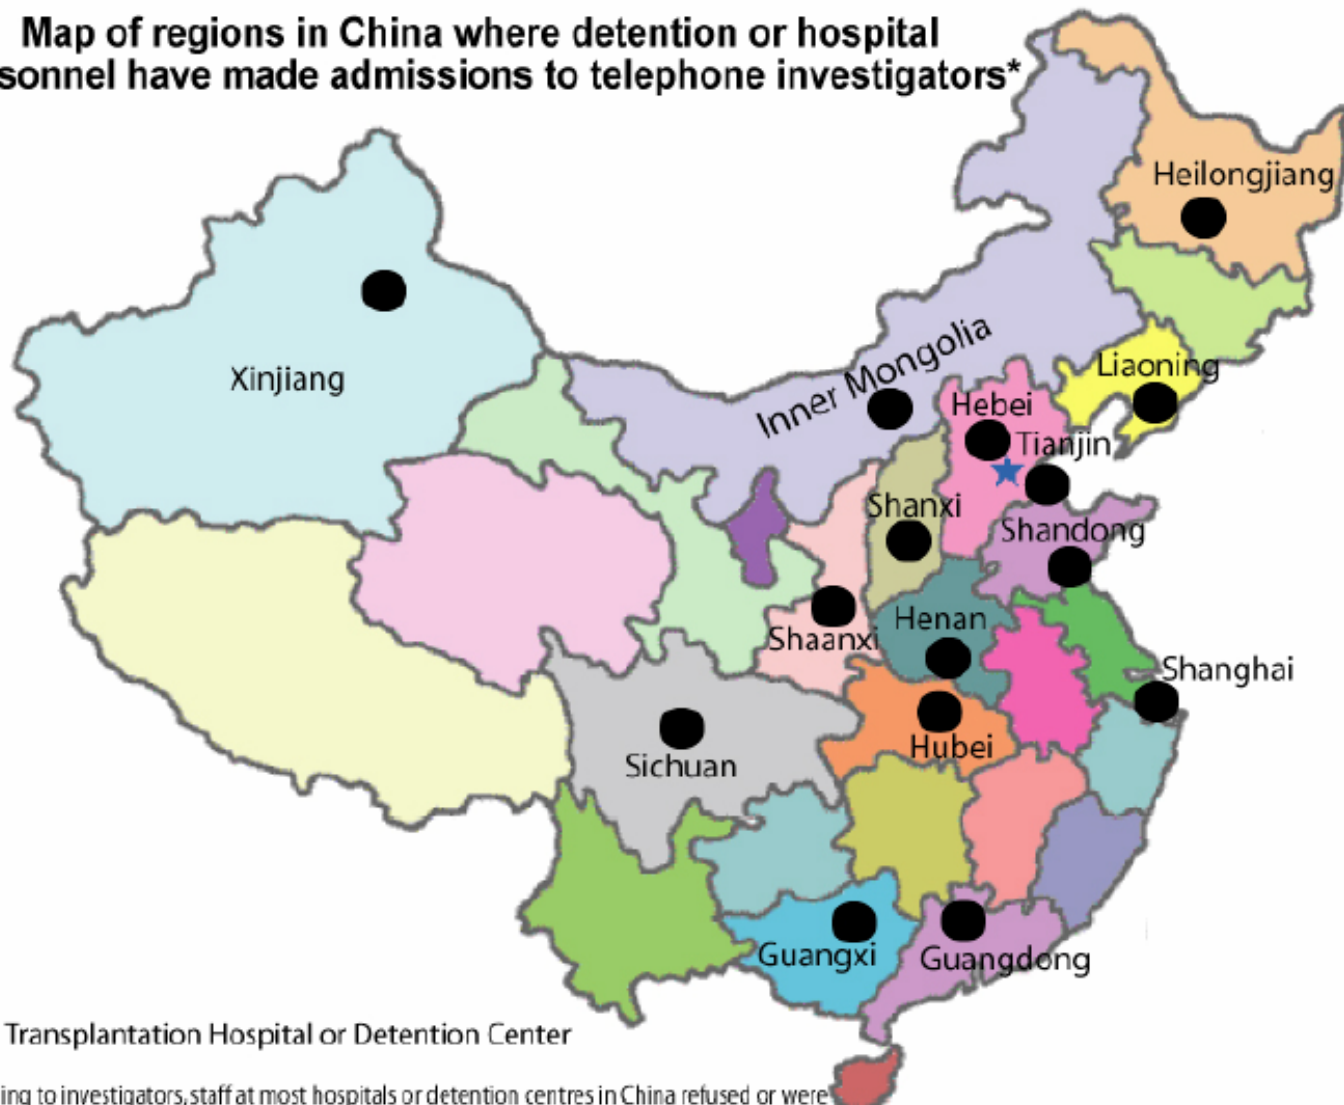 Map of regions in China where detention or hospital
sonnel have made admissions to telephone investigators*
Heilongjiang
Xinjiang
Inner Mongolia
Liaoning
Hebei
Tianjin
Shanxi
Shandong
Henan
Shaanxi
Shanghai
Hubei
Sichuan
Guangxi
Guangdong
Transplantation Hospital or Detention Center
ing to investigators, staff at most hospitals or detention centres in China refused or were